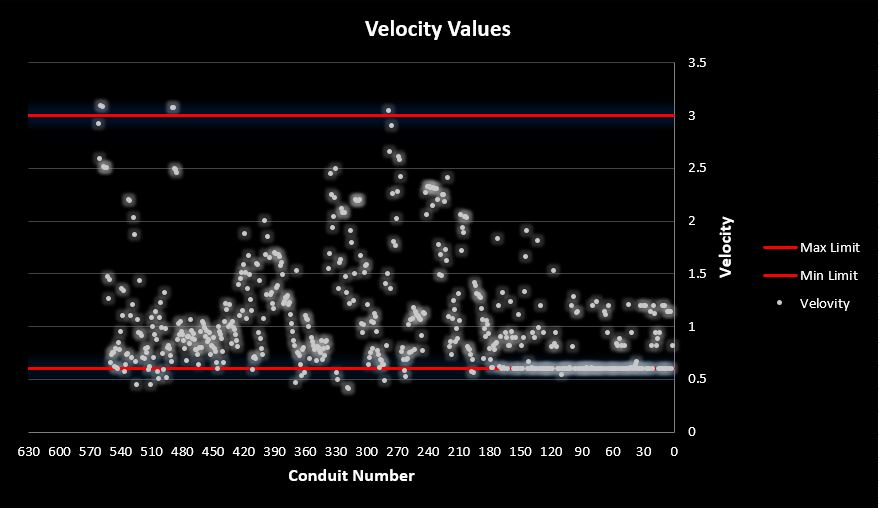 Velocity Values
3.5
3
2.5
2
1.5
1
0.5
0
Velocity
630 600 570 540 510 480 450 420 390 360 330 300 270 240 210 180 150 120 90 60 30 0
Conduit Number
Max Limit
Min Limit
Velovity